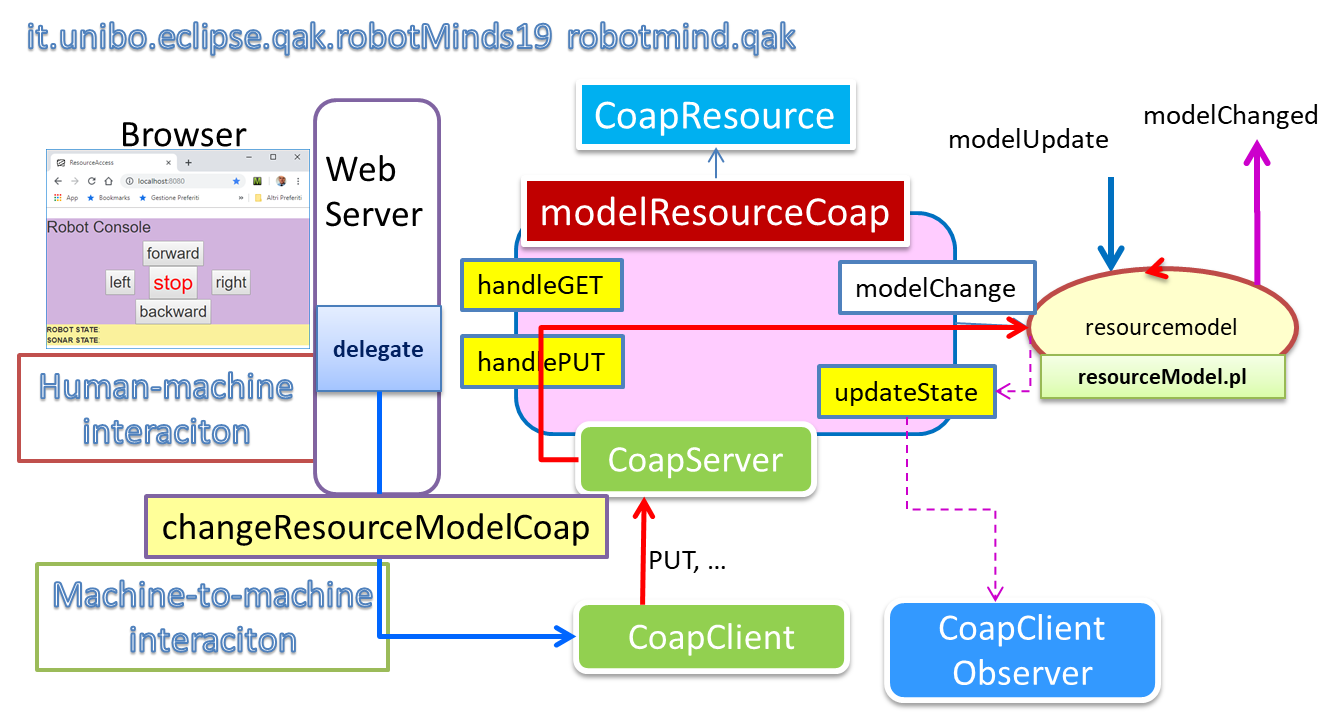 it.unibo.eclipse.qak.robotMinds19 robotmind.qak
Browser
ResourceAccess
localhost:8080
App Bookmarks Gestione Preferiti » Altri Preferiti
Robot Console
forward
left stop right
backward
ROBOT STATE:
SONAR STATE:
Web
Server
delegate
Human-machine
interaciton
changeResourceModelCoap
Machine-to-machine
interaciton
CoapResource
modelResourceCoap
handleGET
handlePUT
modelChange
updateState
CoapServer
PUT, ...
CoapClient
CoapClient
Observer
modelUpdate
modelChanged
resourcemodel
resourceModel.pl